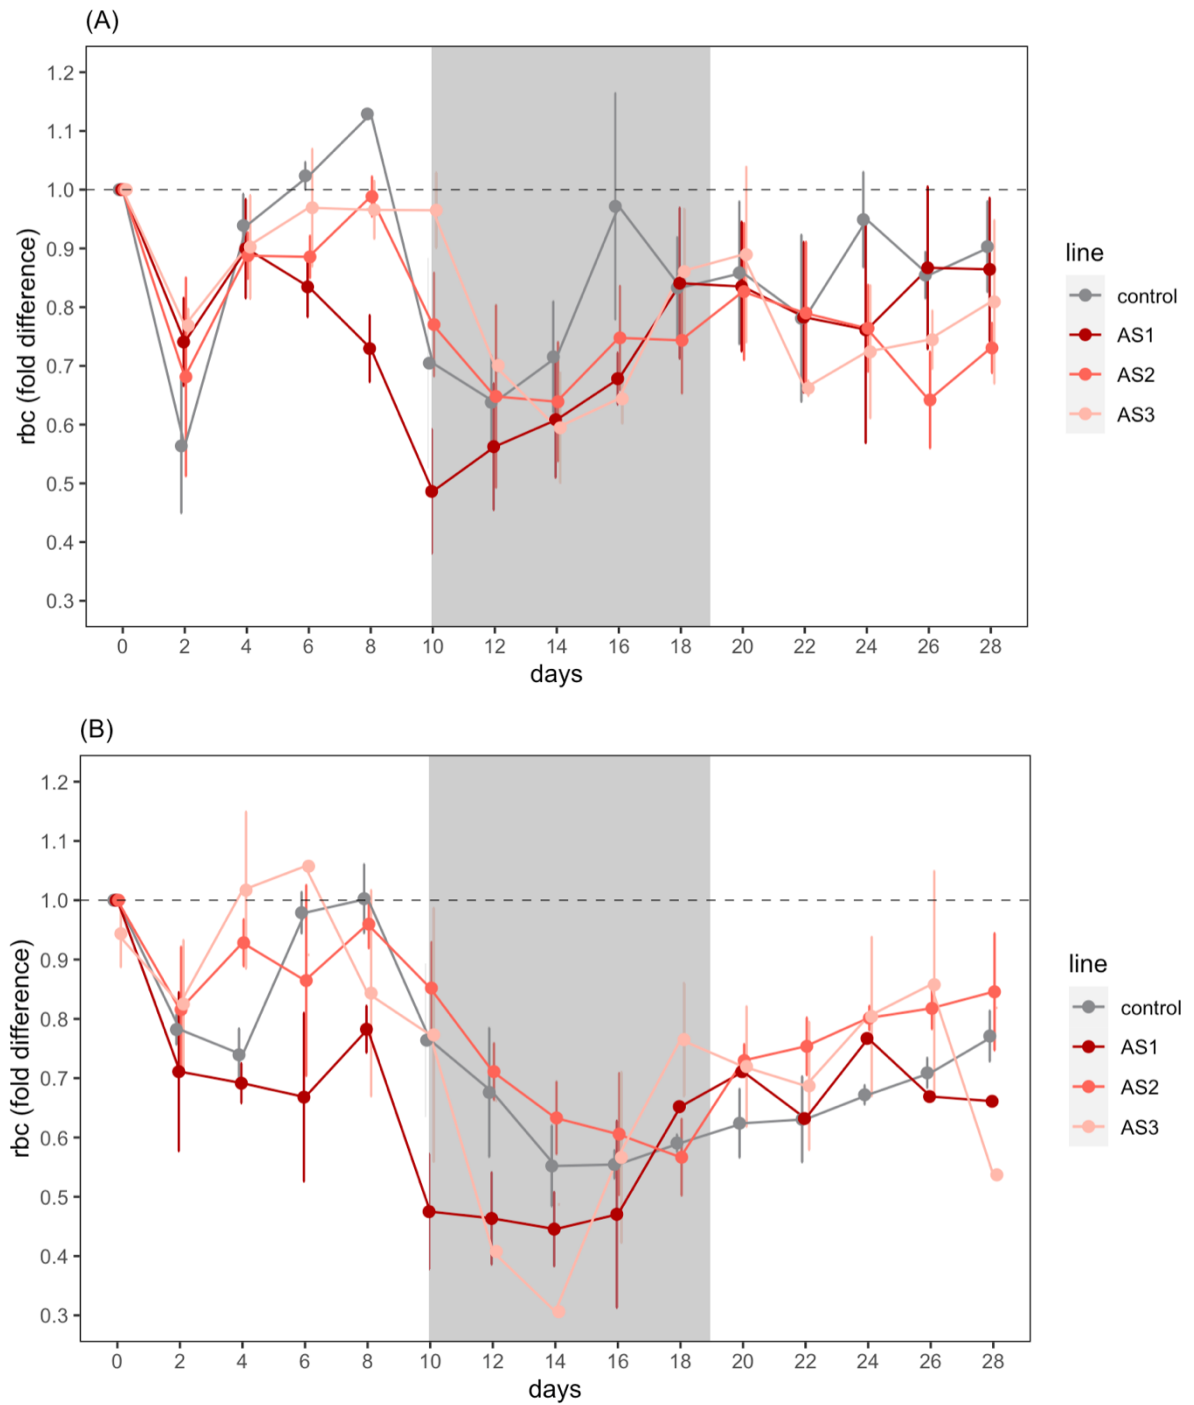 (A)
1.2
1.1
1.0
0.9
0.8
0.7
0.6
0.5
0.4
0.3
rbc (fold difference)
0 2 4 6 8 10 12 14 16 18 20 22 24 26 28
days
line
control
AS1
AS2
AS3
(B)
1.2
1.1
1.0
0.9
0.8
0.7
0.6
0.5
0.4
0.3
rbc (fold difference)
0 2 4 6 8 10 12 14 16 18 20 22 24 26 28
days
line
control
AS1
AS2
AS3